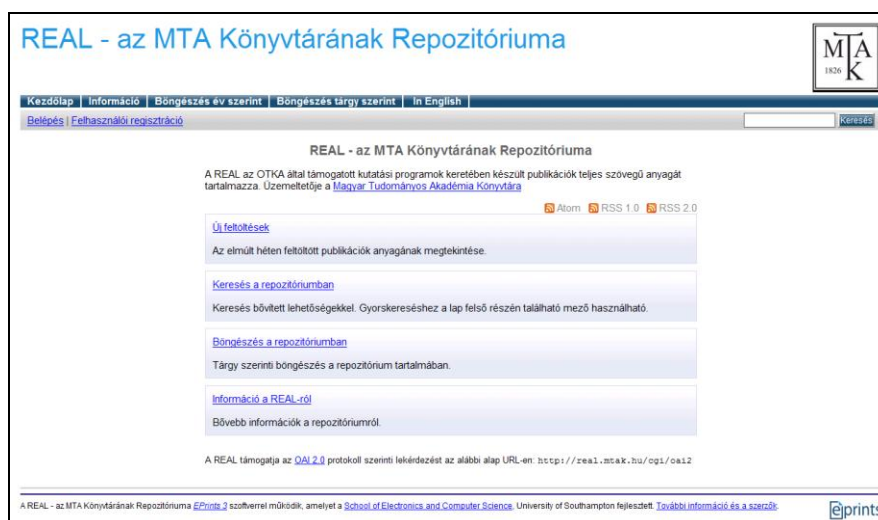 REAL - az MTA Könyvtárának Repozitóriuma
MTA
1826 K
Kezdőlap | Információ | Böngészés év szerint | Böngészés tárgy szerint | In English |
Belépés | Felhasználói regisztráció
Keresés
REAL - az MTA Könyvtárának Repozitóriuma
A REAL az OTKA által támogatott kutatási programok keretében készült publikációk teljes szövegű anyagát
tartalmazza. Üzemeltetője a Magyar Tudományos Akadémia Könyvtára
Atom RSS 1.0 RSS 2.0
Új feltöltések
Az elmúlt héten feltöltött publikációk anyagának megtekintése.
Keresés a repozitóriumban
Keresés bővített lehetőségekkel. Gyorskereséshez a lap felső részén található mező használható.
Böngészés a repozitóriumban
Tárgy szerinti böngészés a repozitórium tartalmában.
Információ a REAL-ról
Bővebb információk a repozitóriumról.
A REAL támogatja az OAI 2.0 protokoll szerinti lekérdezést az alábbi alap URL-en: http://real.mtak.hu/cgi/oai2
A REAL - az MTA Könyvtárának Repozitóriuma EPrints 3 szoftverrel működik, amelyet a School of Electronics and Computer Science, University of Southampton fejlesztett. További információ és a szerzők.
eprints